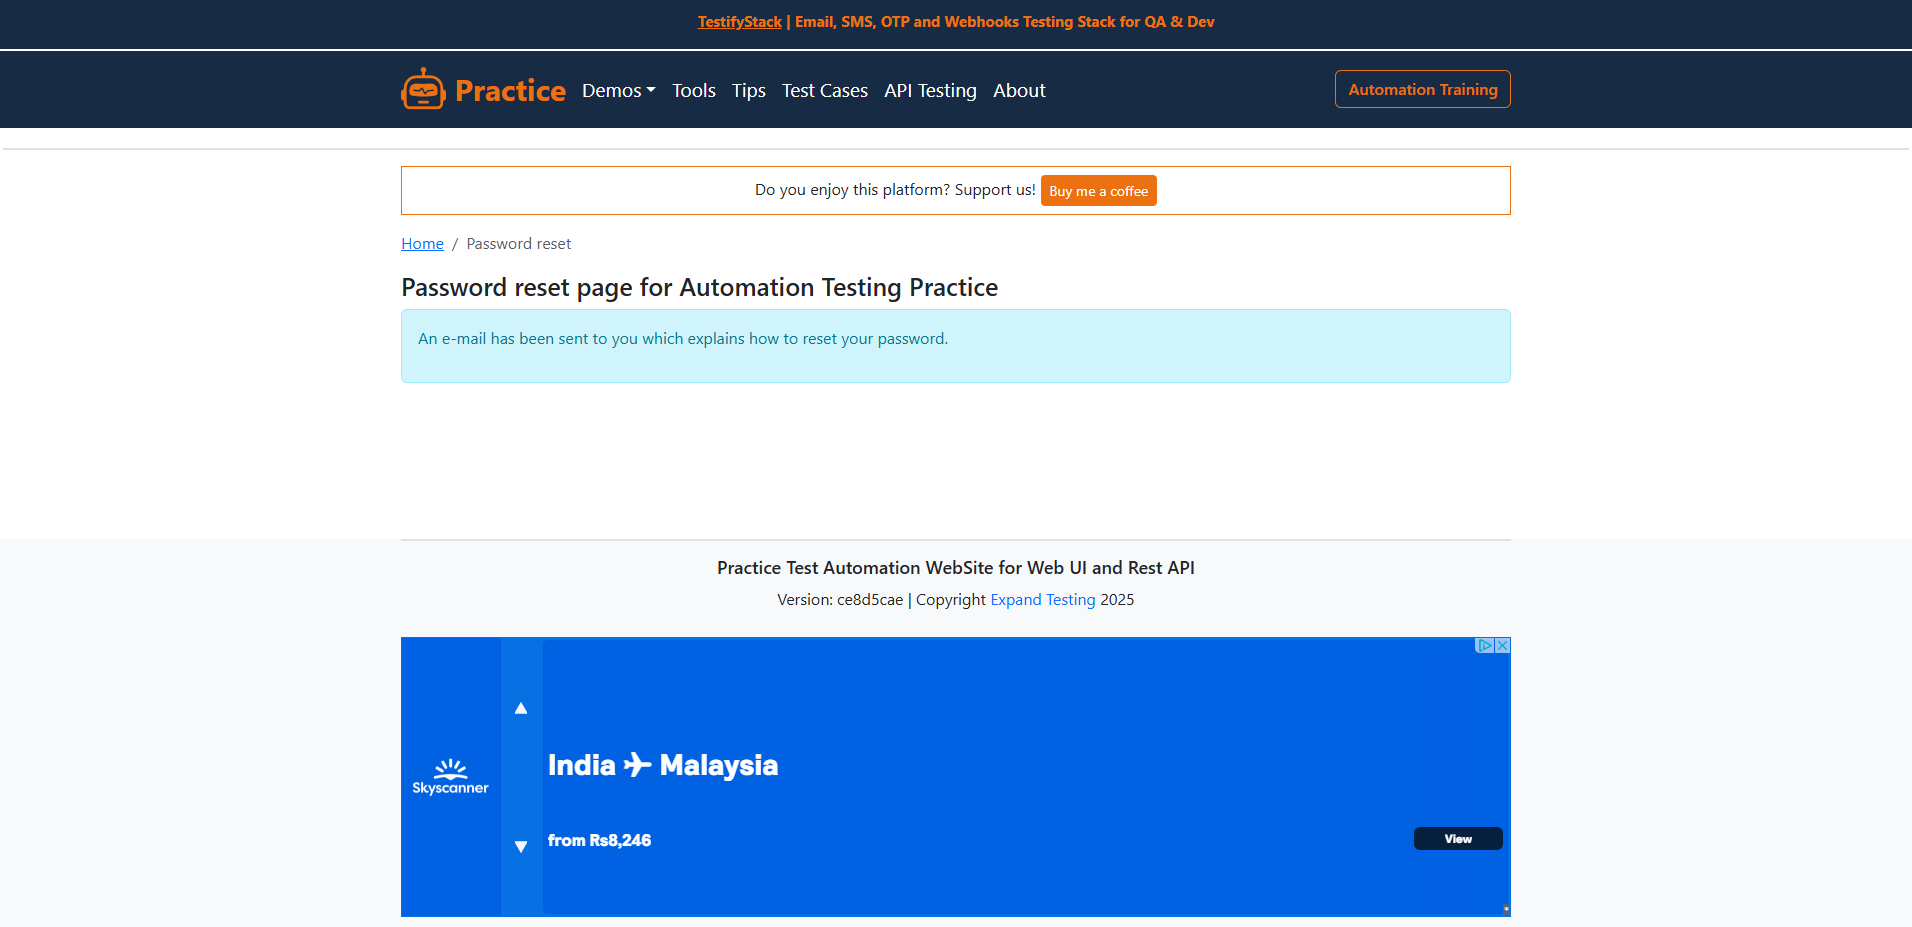 TestifyStack | Email, SMS, OTP and Webhooks Testing Stack for QA & Dev
Practice Demos Tools Tips Test Cases API Testing About Automation Training
Do you enjoy this platform? Support us! Buy me a coffee
Home / Password reset
Password reset page for Automation Testing Practice
An e-mail has been sent to you which explains how to reset your password.
Practice Test Automation WebSite for Web UI and Rest API
Version: ce8d5cae | Copyright Expand Testing 2025
Skyscanner
India ✈ Malaysia
from Rs8,246
View